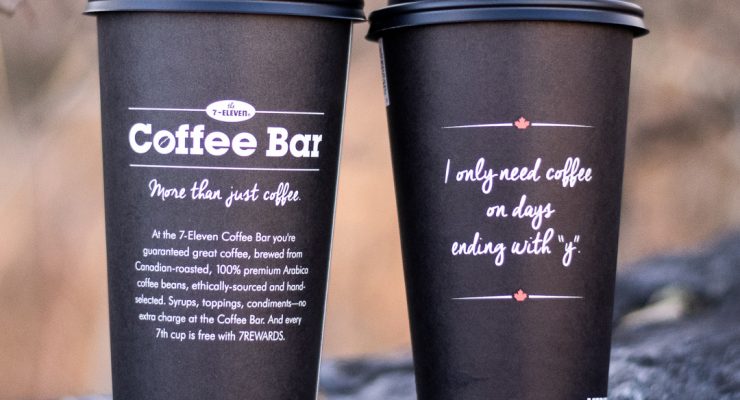 the
7-ELEVEN®
Coffee Bar
More than just coffee.
At the 7-Eleven Coffee Bar you're
guaranteed great coffee, brewed from
Canadian-roasted, 100% premium Arabica
coffee beans, ethically-sourced and hand-
selected. Syrups, toppings, condiments—no
extra charge at the Coffee Bar. And every
7th cup is free with 7REWARDS.
I only need coffee
on days
ending with "y".